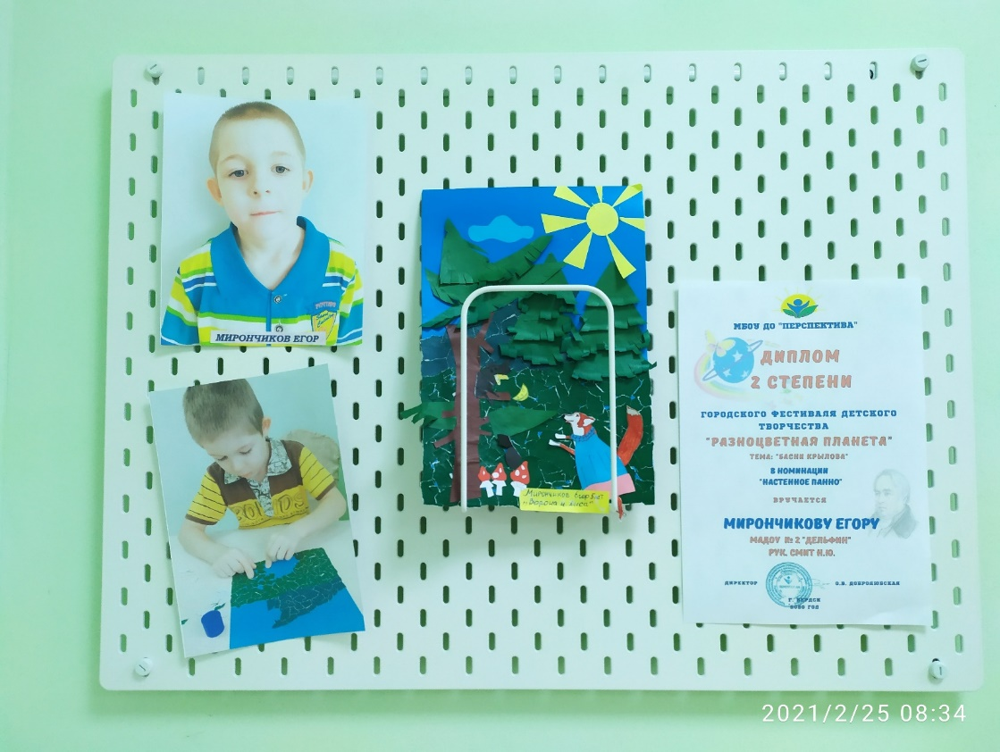 МИРОНЧИКОВ ЕГОР
Мирончиков Егор 5лет
"Ворона и лиса"
МБОУ ДО "ПЕРСПЕКТИВА"
ДИПЛОМ
2 СТЕПЕНИ
ГОРОДСКОГО ФЕСТИВАЛЯ ДЕТСКОГО
ТВОРЧЕСТВА
"РАЗНОЦВЕТНАЯ ПЛАНЕТА"
ТЕМА: "БАСНИ КРЫЛОВА"
В НОМИНАЦИИ
"НАСТЕННОЕ ПАННО"
ВРУЧАЕТСЯ
МИРОНЧИКОВУ ЕГОРУ
МАДОУ № 2 "ДЕЛЬФИН"
РУК. СМИТ Н.Ю.
ДИРЕКТОР О.В. ДОБРОЛЮВСКАЯ
Г. БЕРДСК
2020 ГОД
2021/2/25 08:34